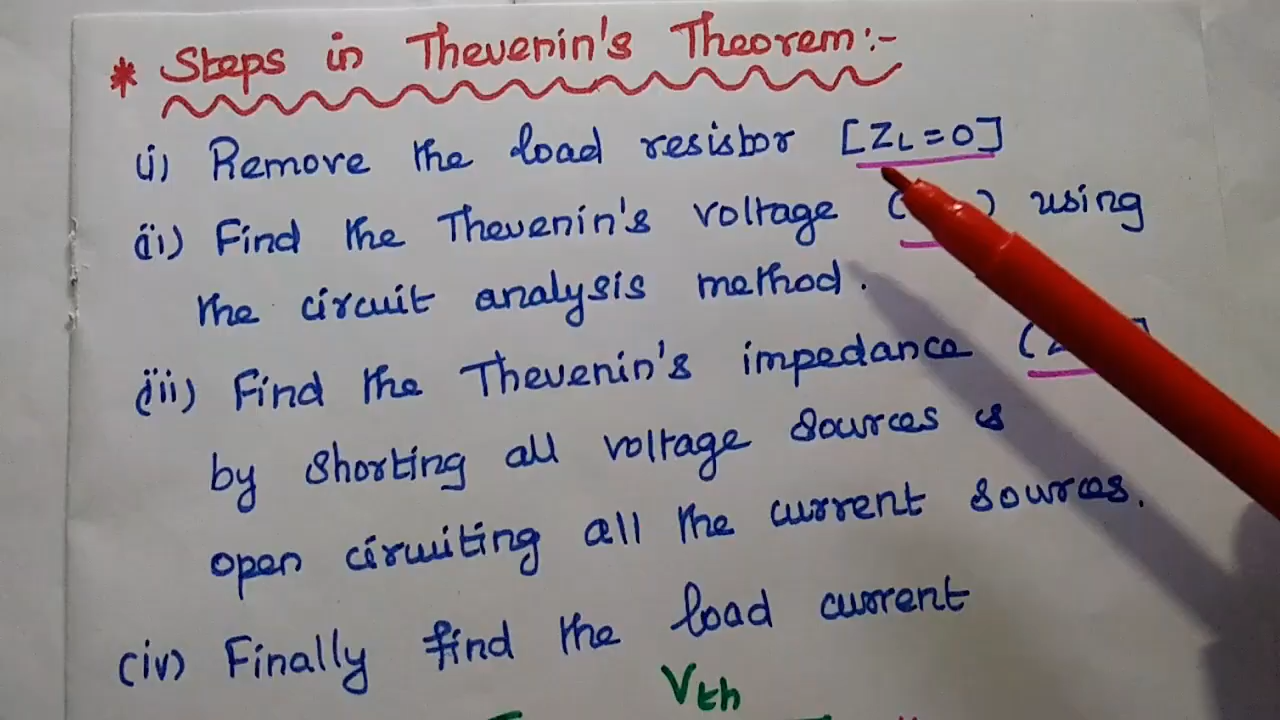 * Steps in Thevenin's Theorem:-
(i) Remove the load resistor [ZL=0]
(ii) Find the Thevenin's voltage ( ) using
the circuit analysis method.
(iii) Find the Thevenin's impedance (Z
by shorting all voltage sources &
open circuiting all the current sources.
(iv) Finally find the load current
Vth